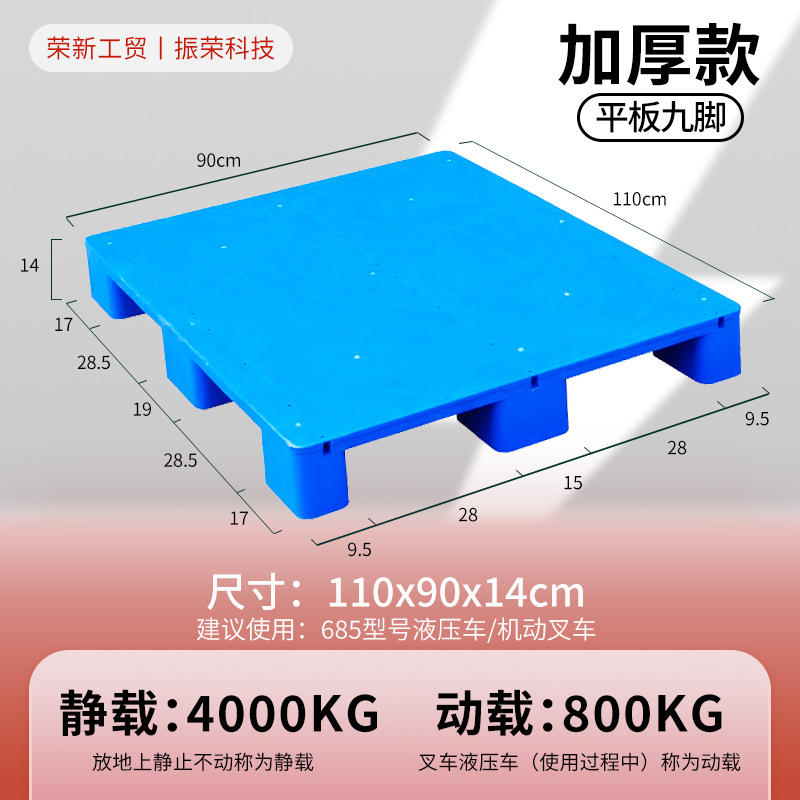 荣新工贸丨振荣科技
加厚款
平板九脚
90cm
110cm
14
17
28.5
19
28.5
17
9.5
28
15
28
9.5
尺寸：110x90x14cm
建议使用：685型号液压车/机动叉车
静载：4000KG
放地上静止不动称为静载
动载：800KG
叉车液压车（使用过程中）称为动载